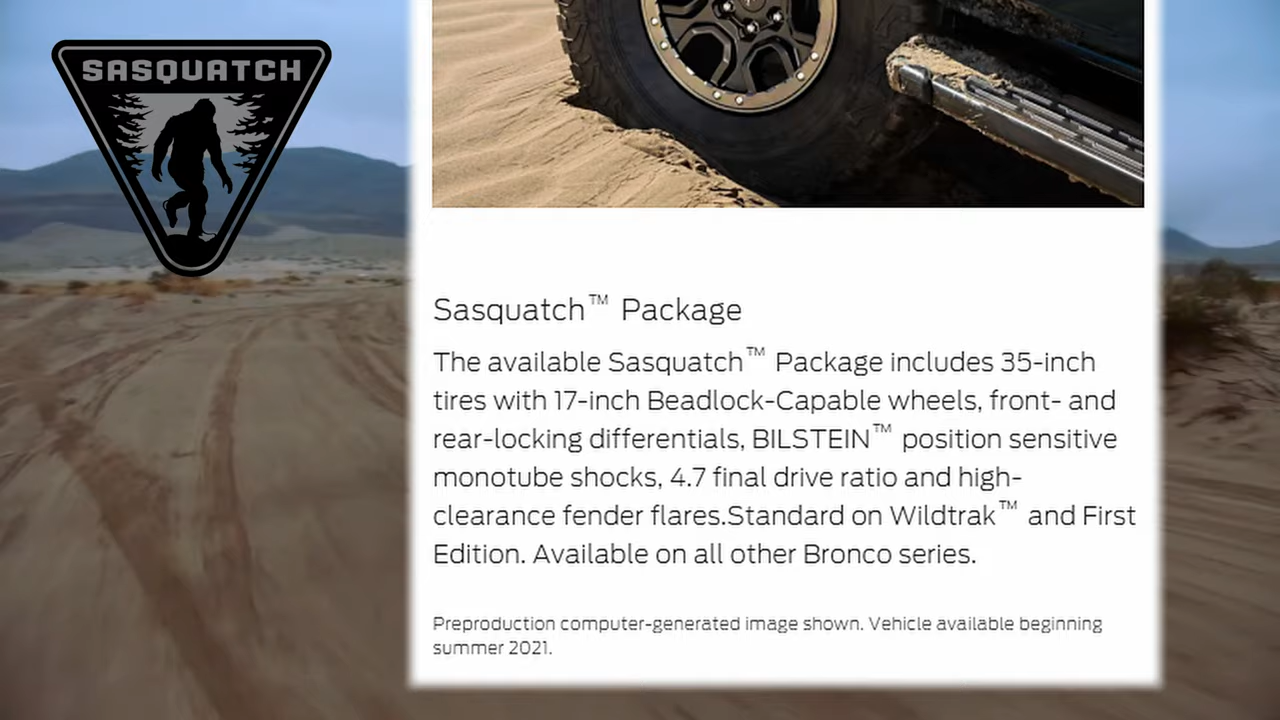 SASQUATCH
Sasquatch™ Package
The available Sasquatch™ Package includes 35-inch
tires with 17-inch Beadlock-Capable wheels, front- and
rear-locking differentials, BILSTEIN™ position sensitive
monotube shocks, 4.7 final drive ratio and high-
clearance fender flares.Standard on Wildtrak™ and First
Edition. Available on all other Bronco series.
Preproduction computer-generated image shown. Vehicle available beginning
summer 2021.